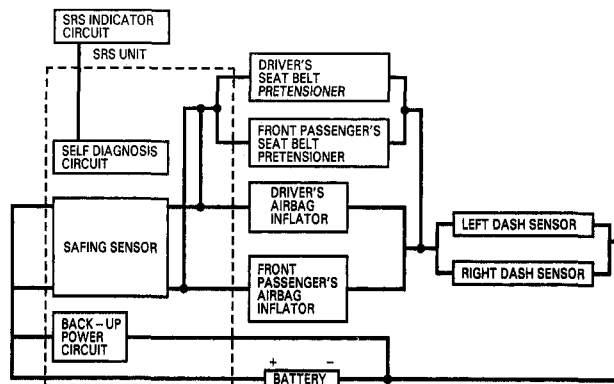 SRS INDICATOR
CIRCUIT
SRS UNIT
DRIVER'S
SEAT BELT
PRETENSIONER
FRONT PASSENGER'S
SEAT BELT
PRETENSIONER
SELF DIAGNOSIS
CIRCUIT
DRIVER'S
AIRBAG
INFLATOR
SAFING SENSOR
LEFT DASH SENSOR
RIGHT DASH SENSOR
FRONT
PASSENGER'S
AIRBAG
INFLATOR
BACK – UP
POWER
CIRCUIT
+ –
BATTERY